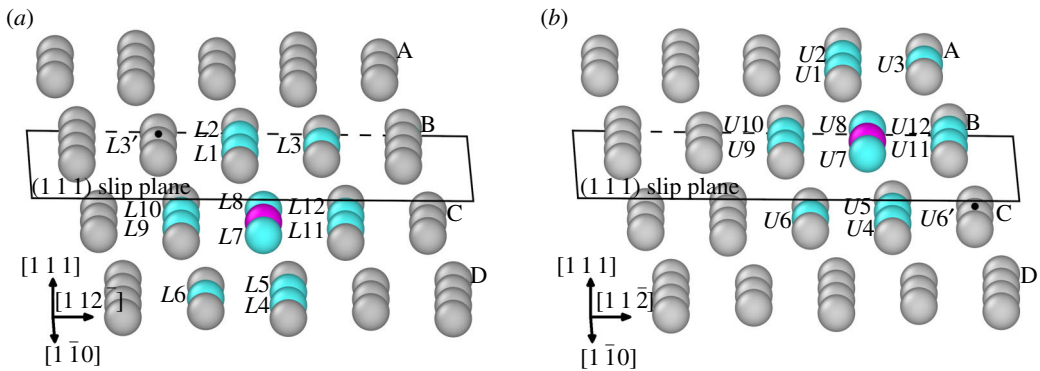 (a)
A
L2
B
L3′
L1
L3
(1 1 1) slip plane
L10
L8
L12
C
L9
L7
L11
D
L5
L6
L4
[1 1 1]
[1 12 ‾]
[1 1̅0]
(b)
U2
A
U1
U3
U10
U8
U12
B
U9
U7
U11
(1 1 1) slip plane
U5
C
U6
U6′
U4
D
[1 1 1]
[1 1 2̅]
[1 1̅0]